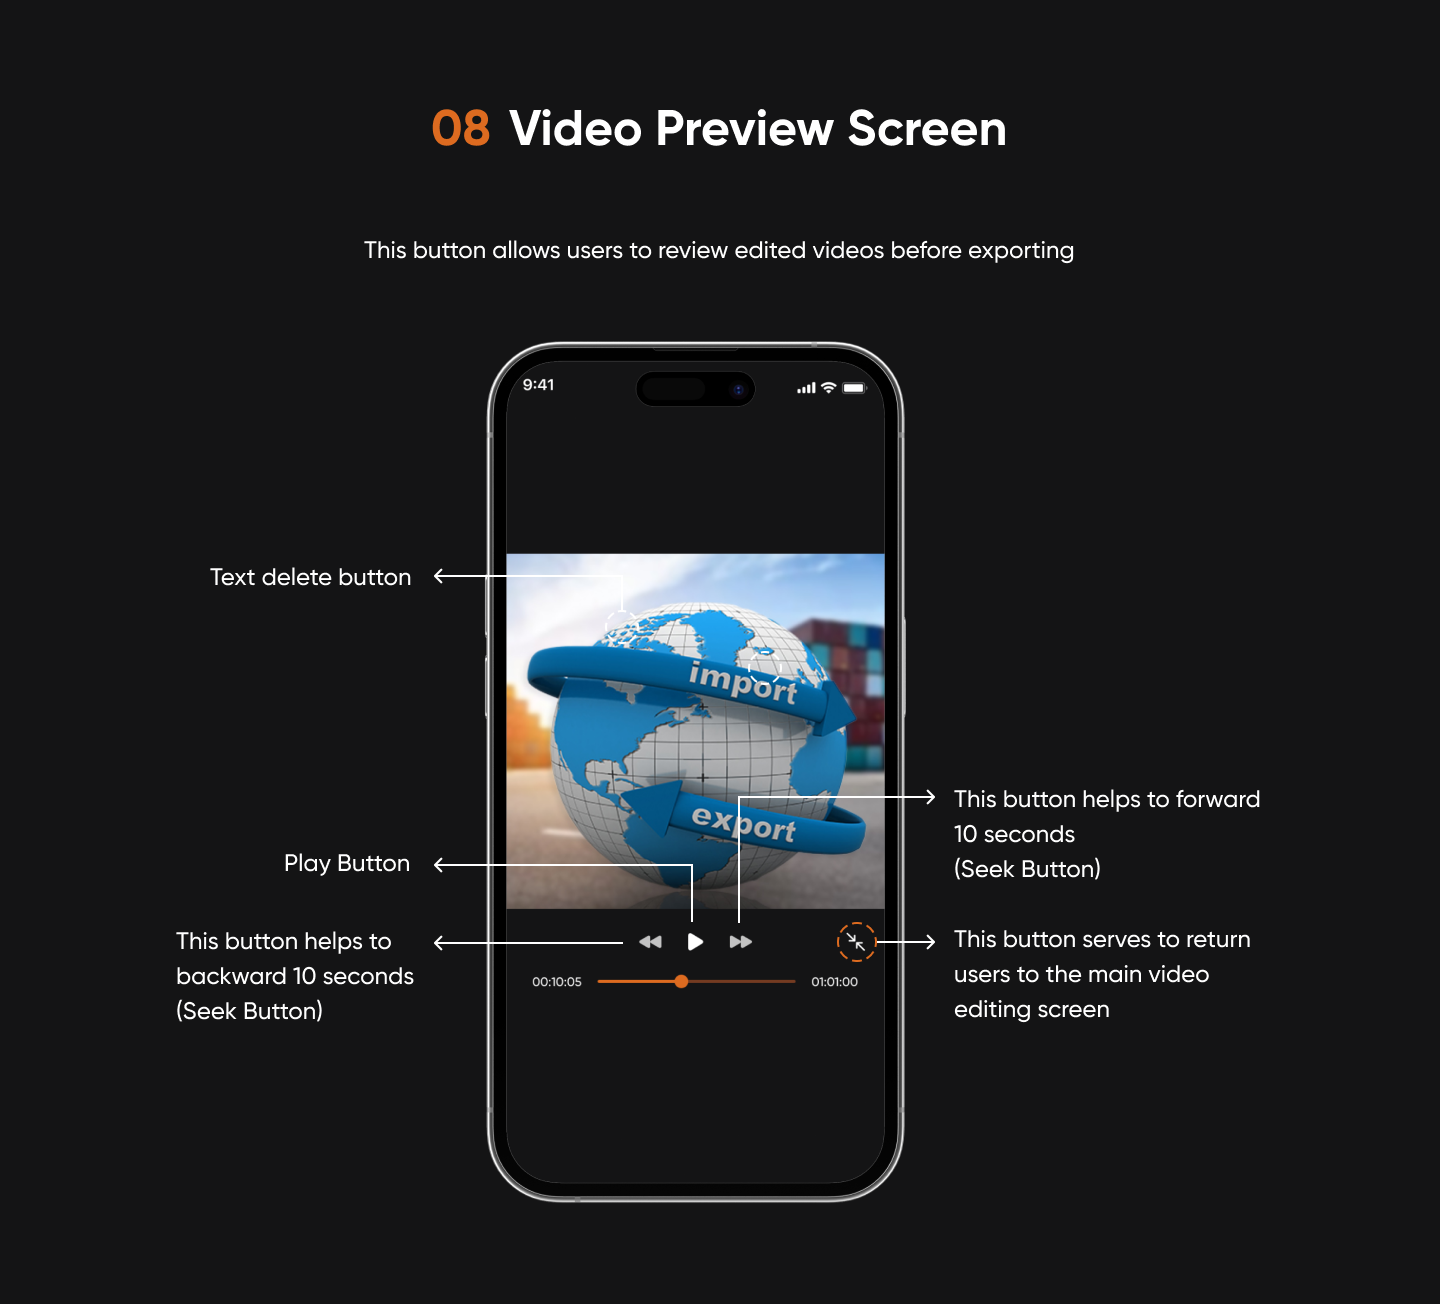 08 Video Preview Screen
This button allows users to review edited videos before exporting
9:41
Text delete button
import
export
This button helps to forward
10 seconds
(Seek Button)
Play Button
This button helps to
backward 10 seconds
(Seek Button)
This button serves to return
users to the main video
editing screen
00:10:05
01:01:00